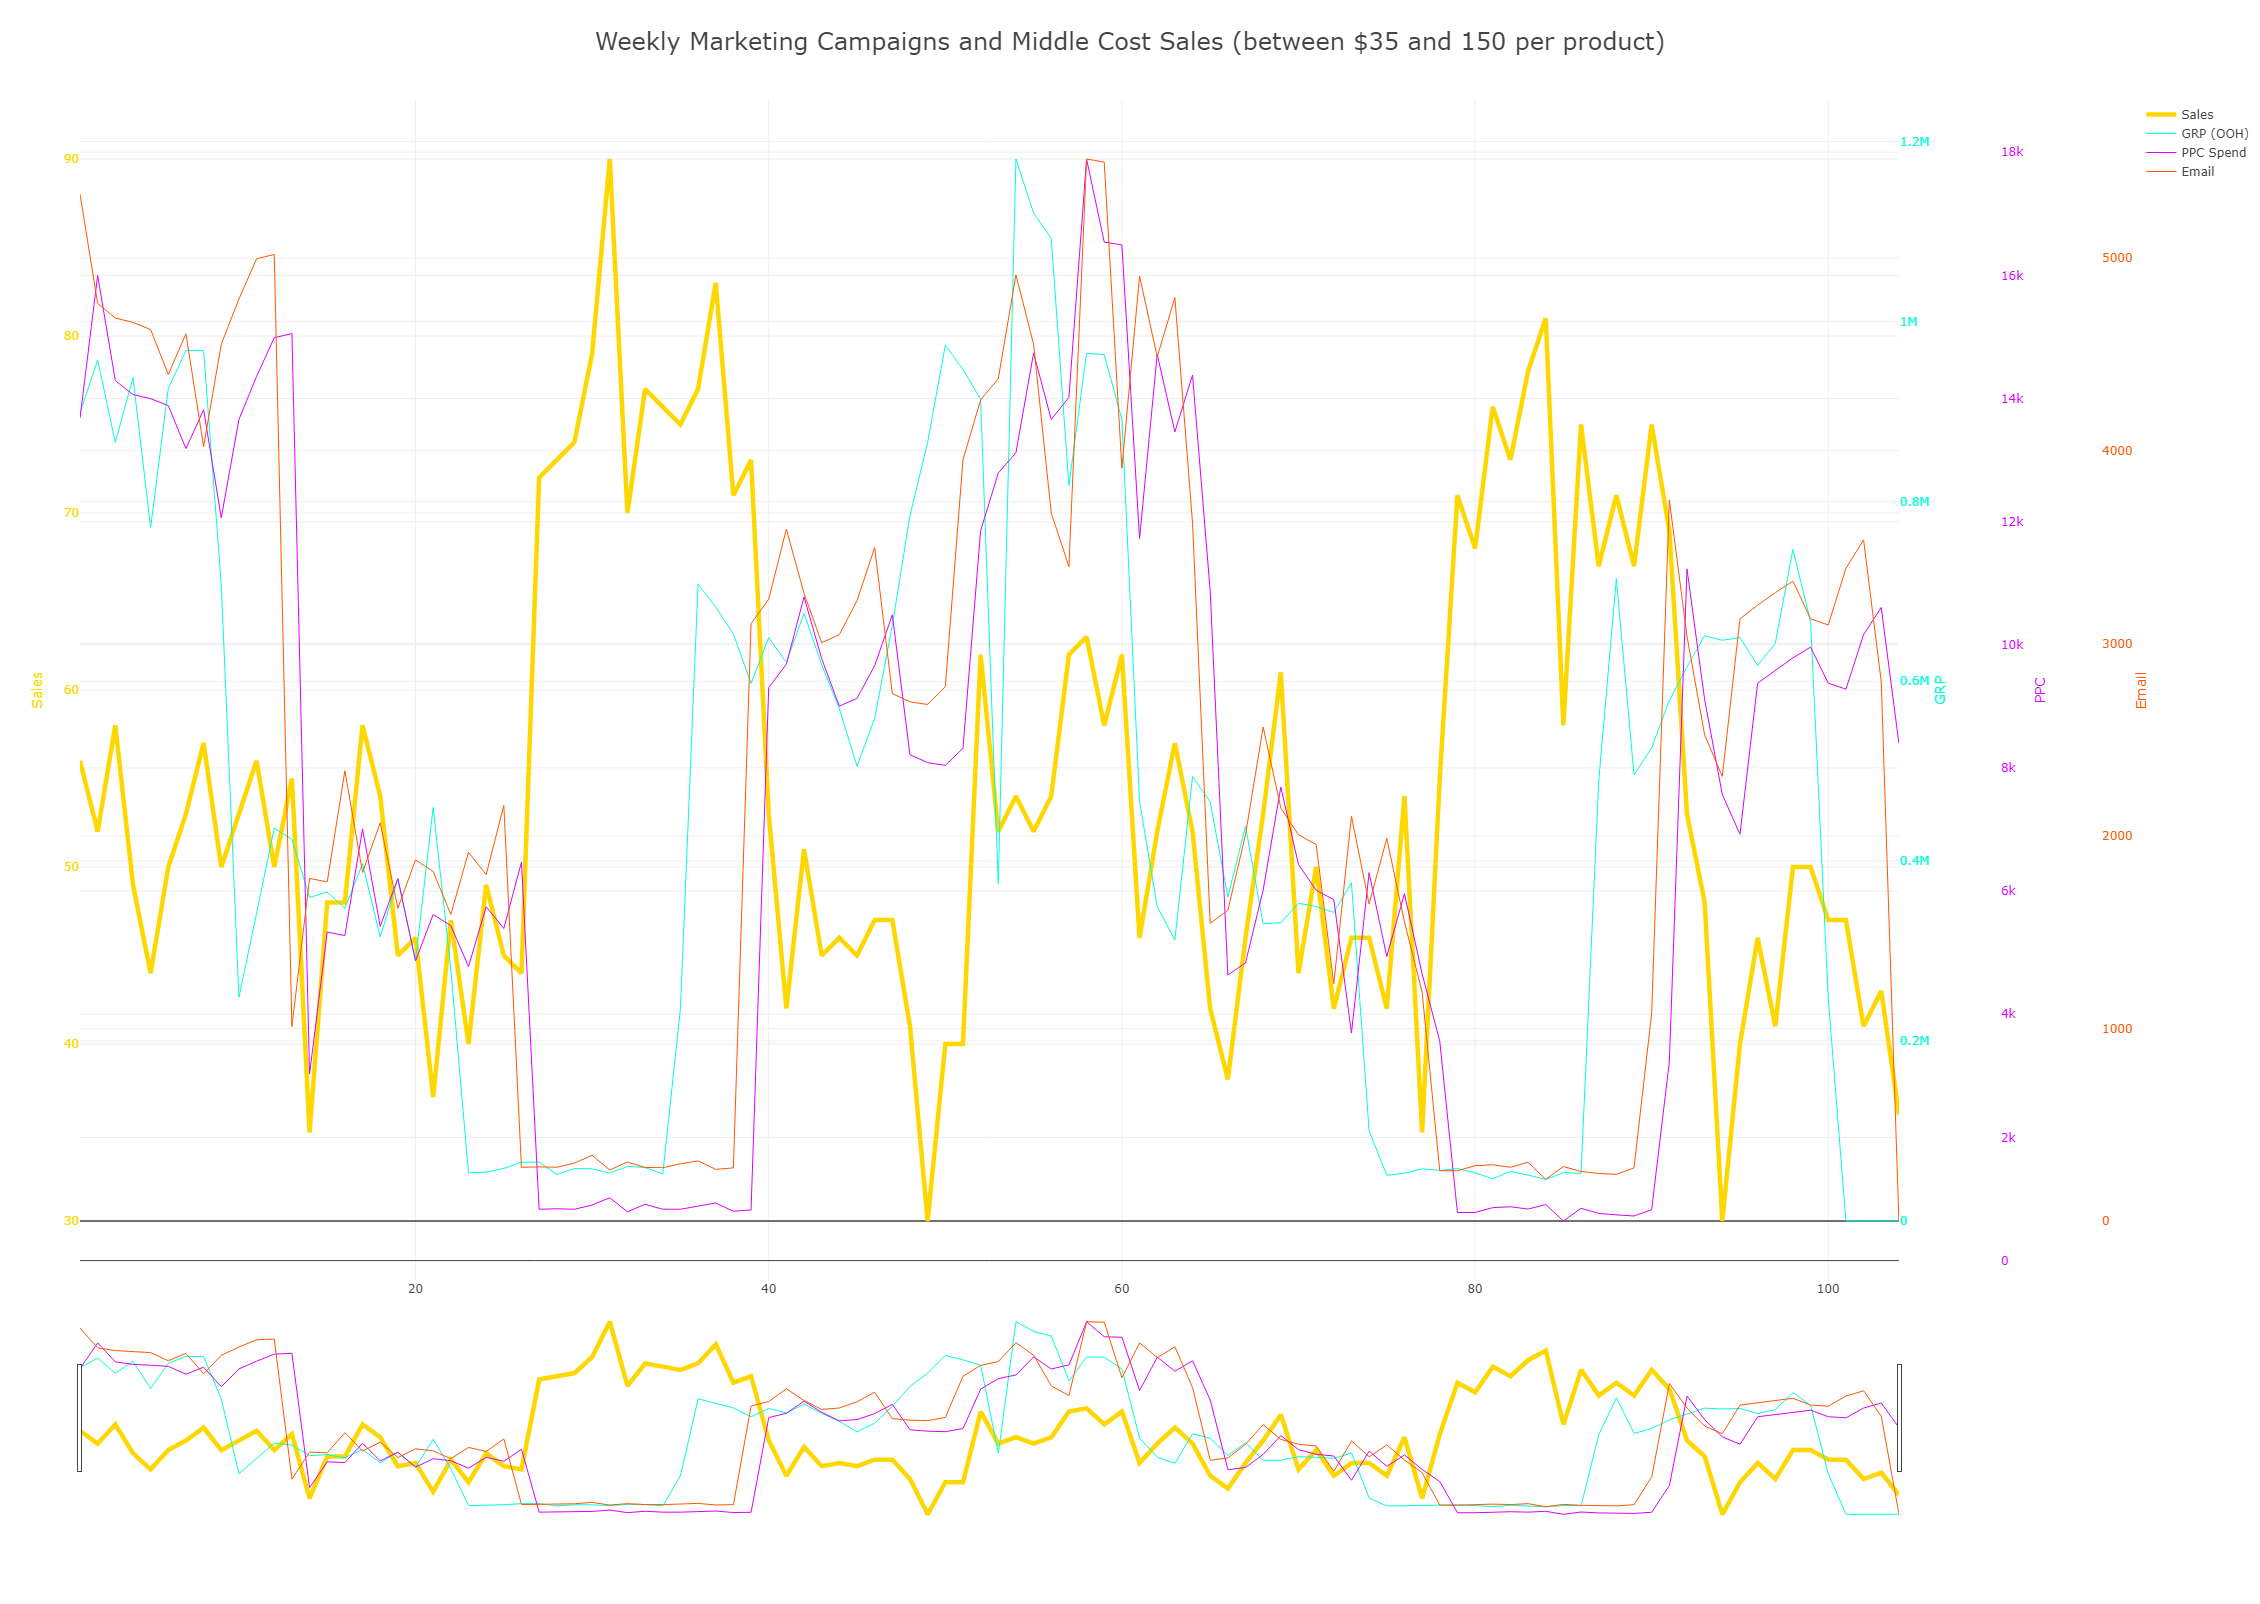 Weekly Marketing Campaigns and Middle Cost Sales (between $35 and 150 per product)
Sales
GRP (OOH)
PPC Spend
Email
90
80
70
60
50
40
30
Sales
1.2M
1M
0.8M
0.6M
0.4M
0.2M
0
GRP
18k
16k
14k
12k
10k
8k
6k
4k
2k
0
PPC
5000
4000
3000
2000
1000
0
Email
20
40
60
80
100